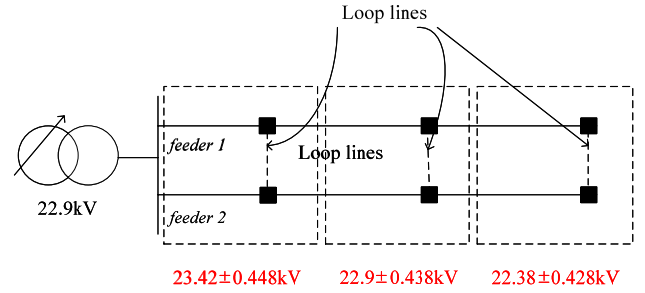 Loop lines
feeder 1
Loop lines
22.9kV
feeder 2
23.42±0.448kV 22.9±0.438kV 22.38±0.428kV